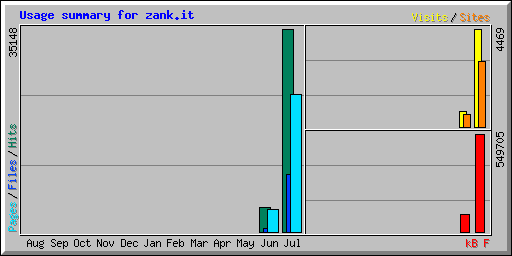 Usage summary for zank.it
Visits/Sites
35148
4469
Pages/Files/Hits
549705
Aug Sep Oct Nov Dec Jan Feb Mar Apr May Jun Jul
kB F